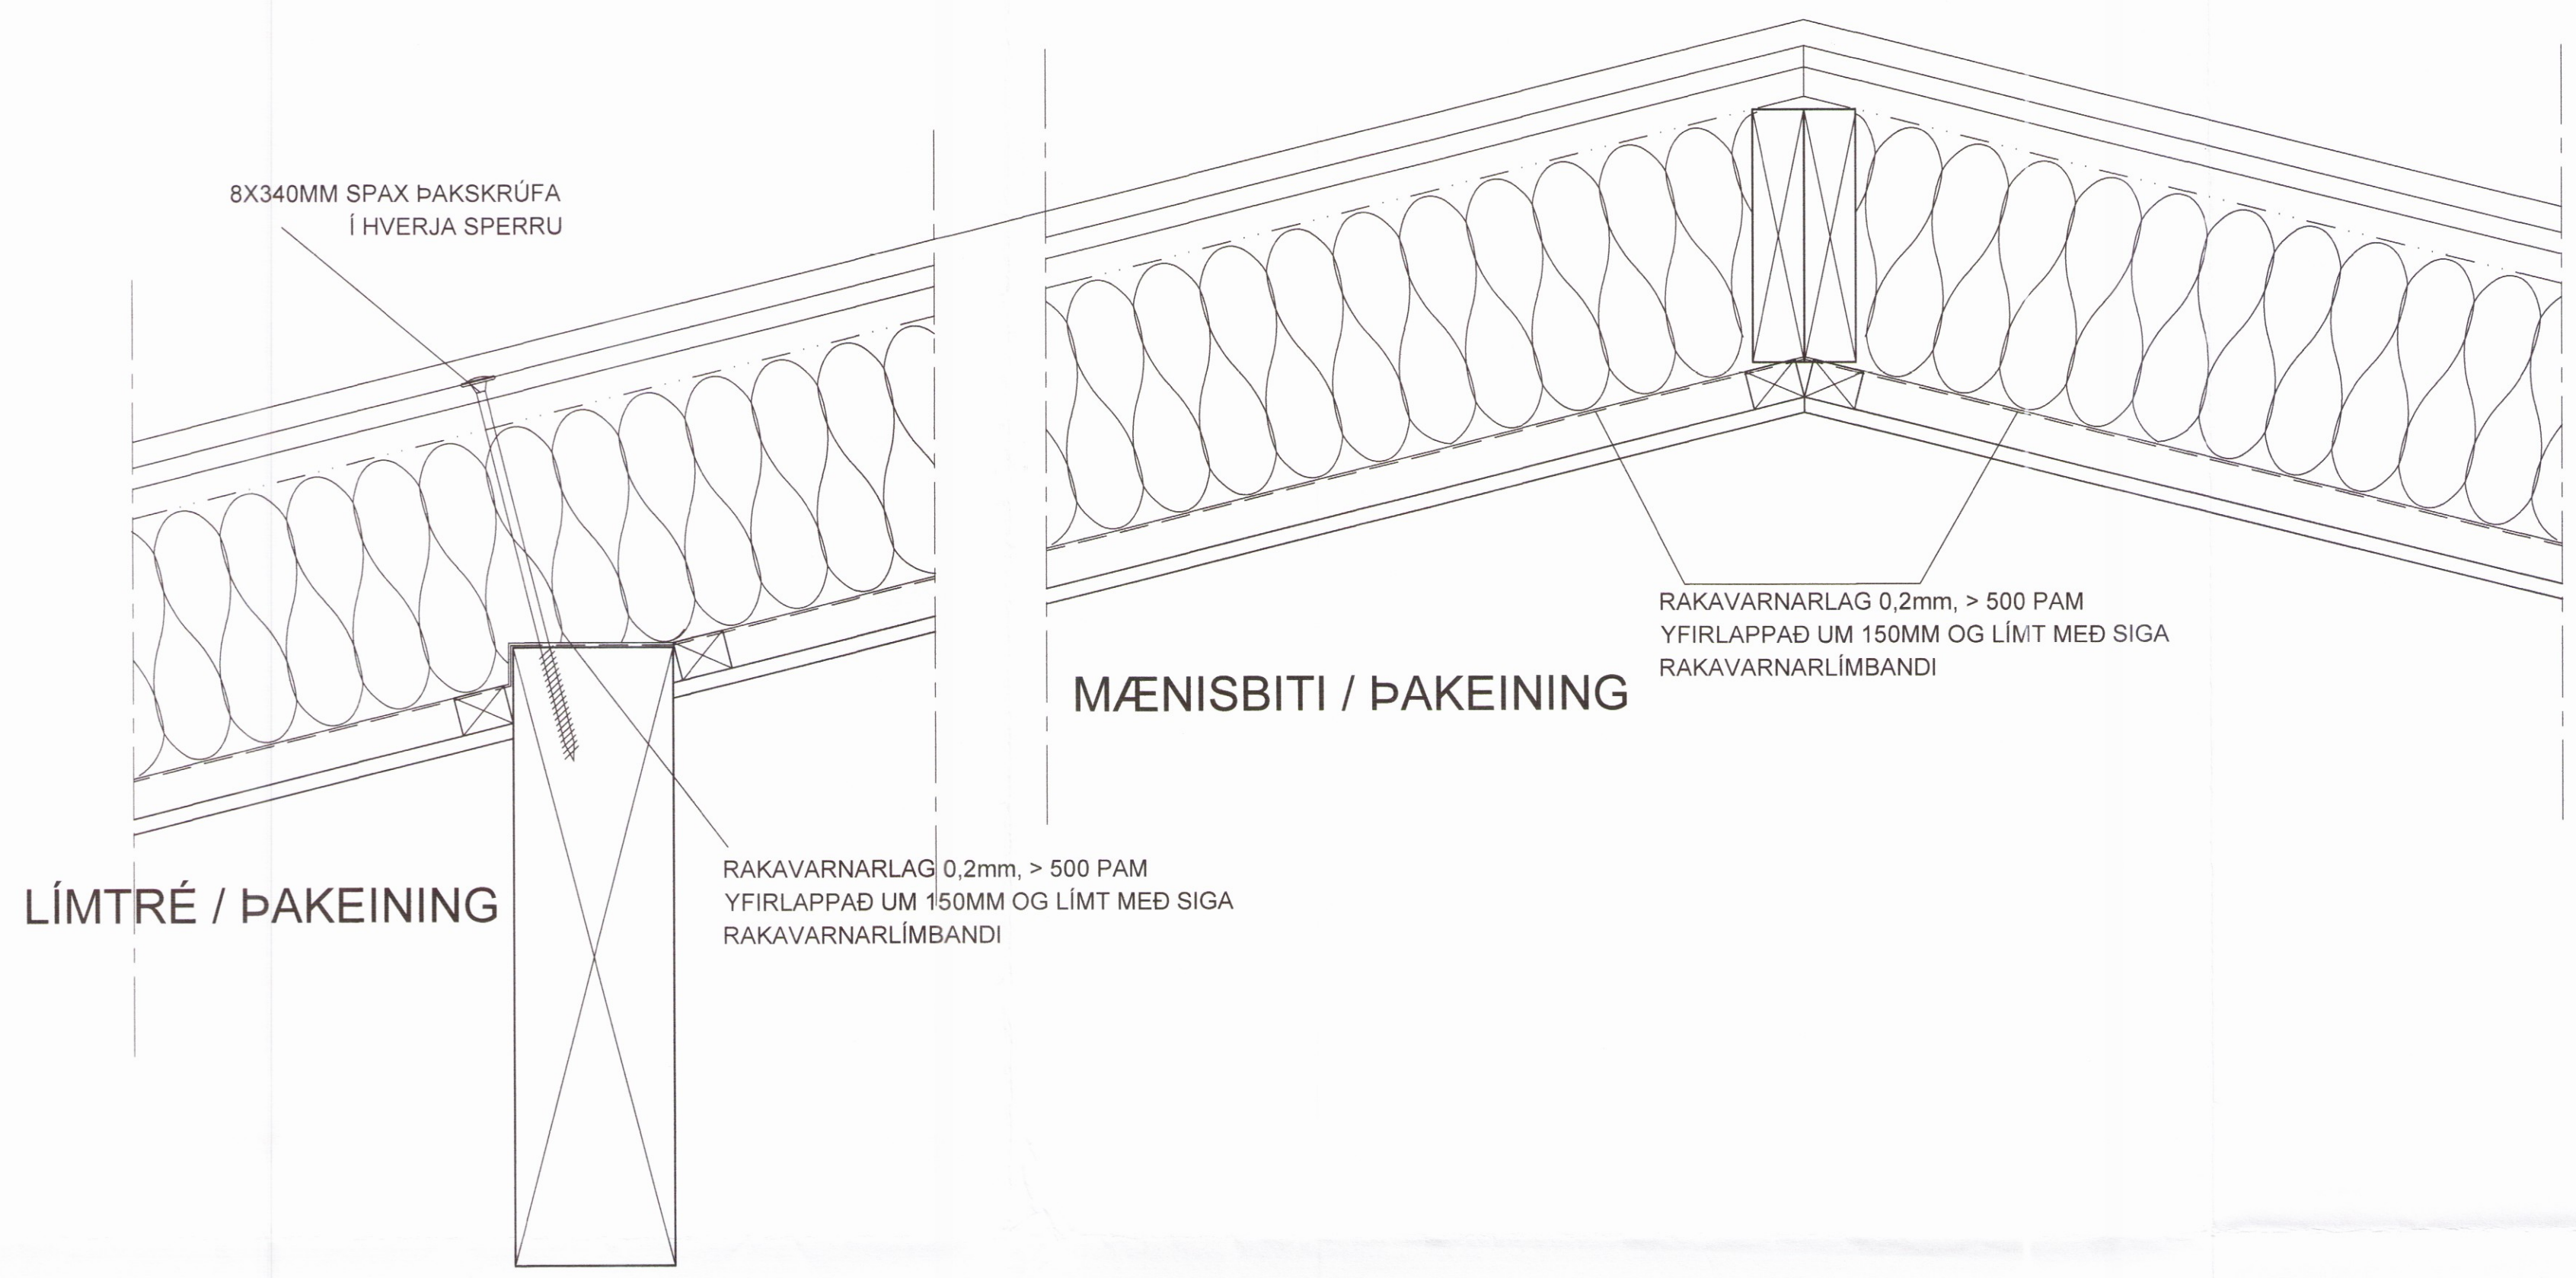 8X340MM SPAX ÞAKSKRÚFA
Í HVERJA SPERRU
LÍMTRÉ / ÞAKEINING
RAKAVARNARLAG 0,2mm, > 500 PAM
YFIRLAPPAÐ UM 150MM OG LÍMT MEÐ SIGA
RAKAVARNARLÍMBANDI
MÆNISBITI / ÞAKEINING
RAKAVARNARLAG 0,2mm, > 500 PAM
YFIRLAPPAÐ UM 150MM OG LÍMT MEÐ SIGA
RAKAVARNARLÍMBANDI